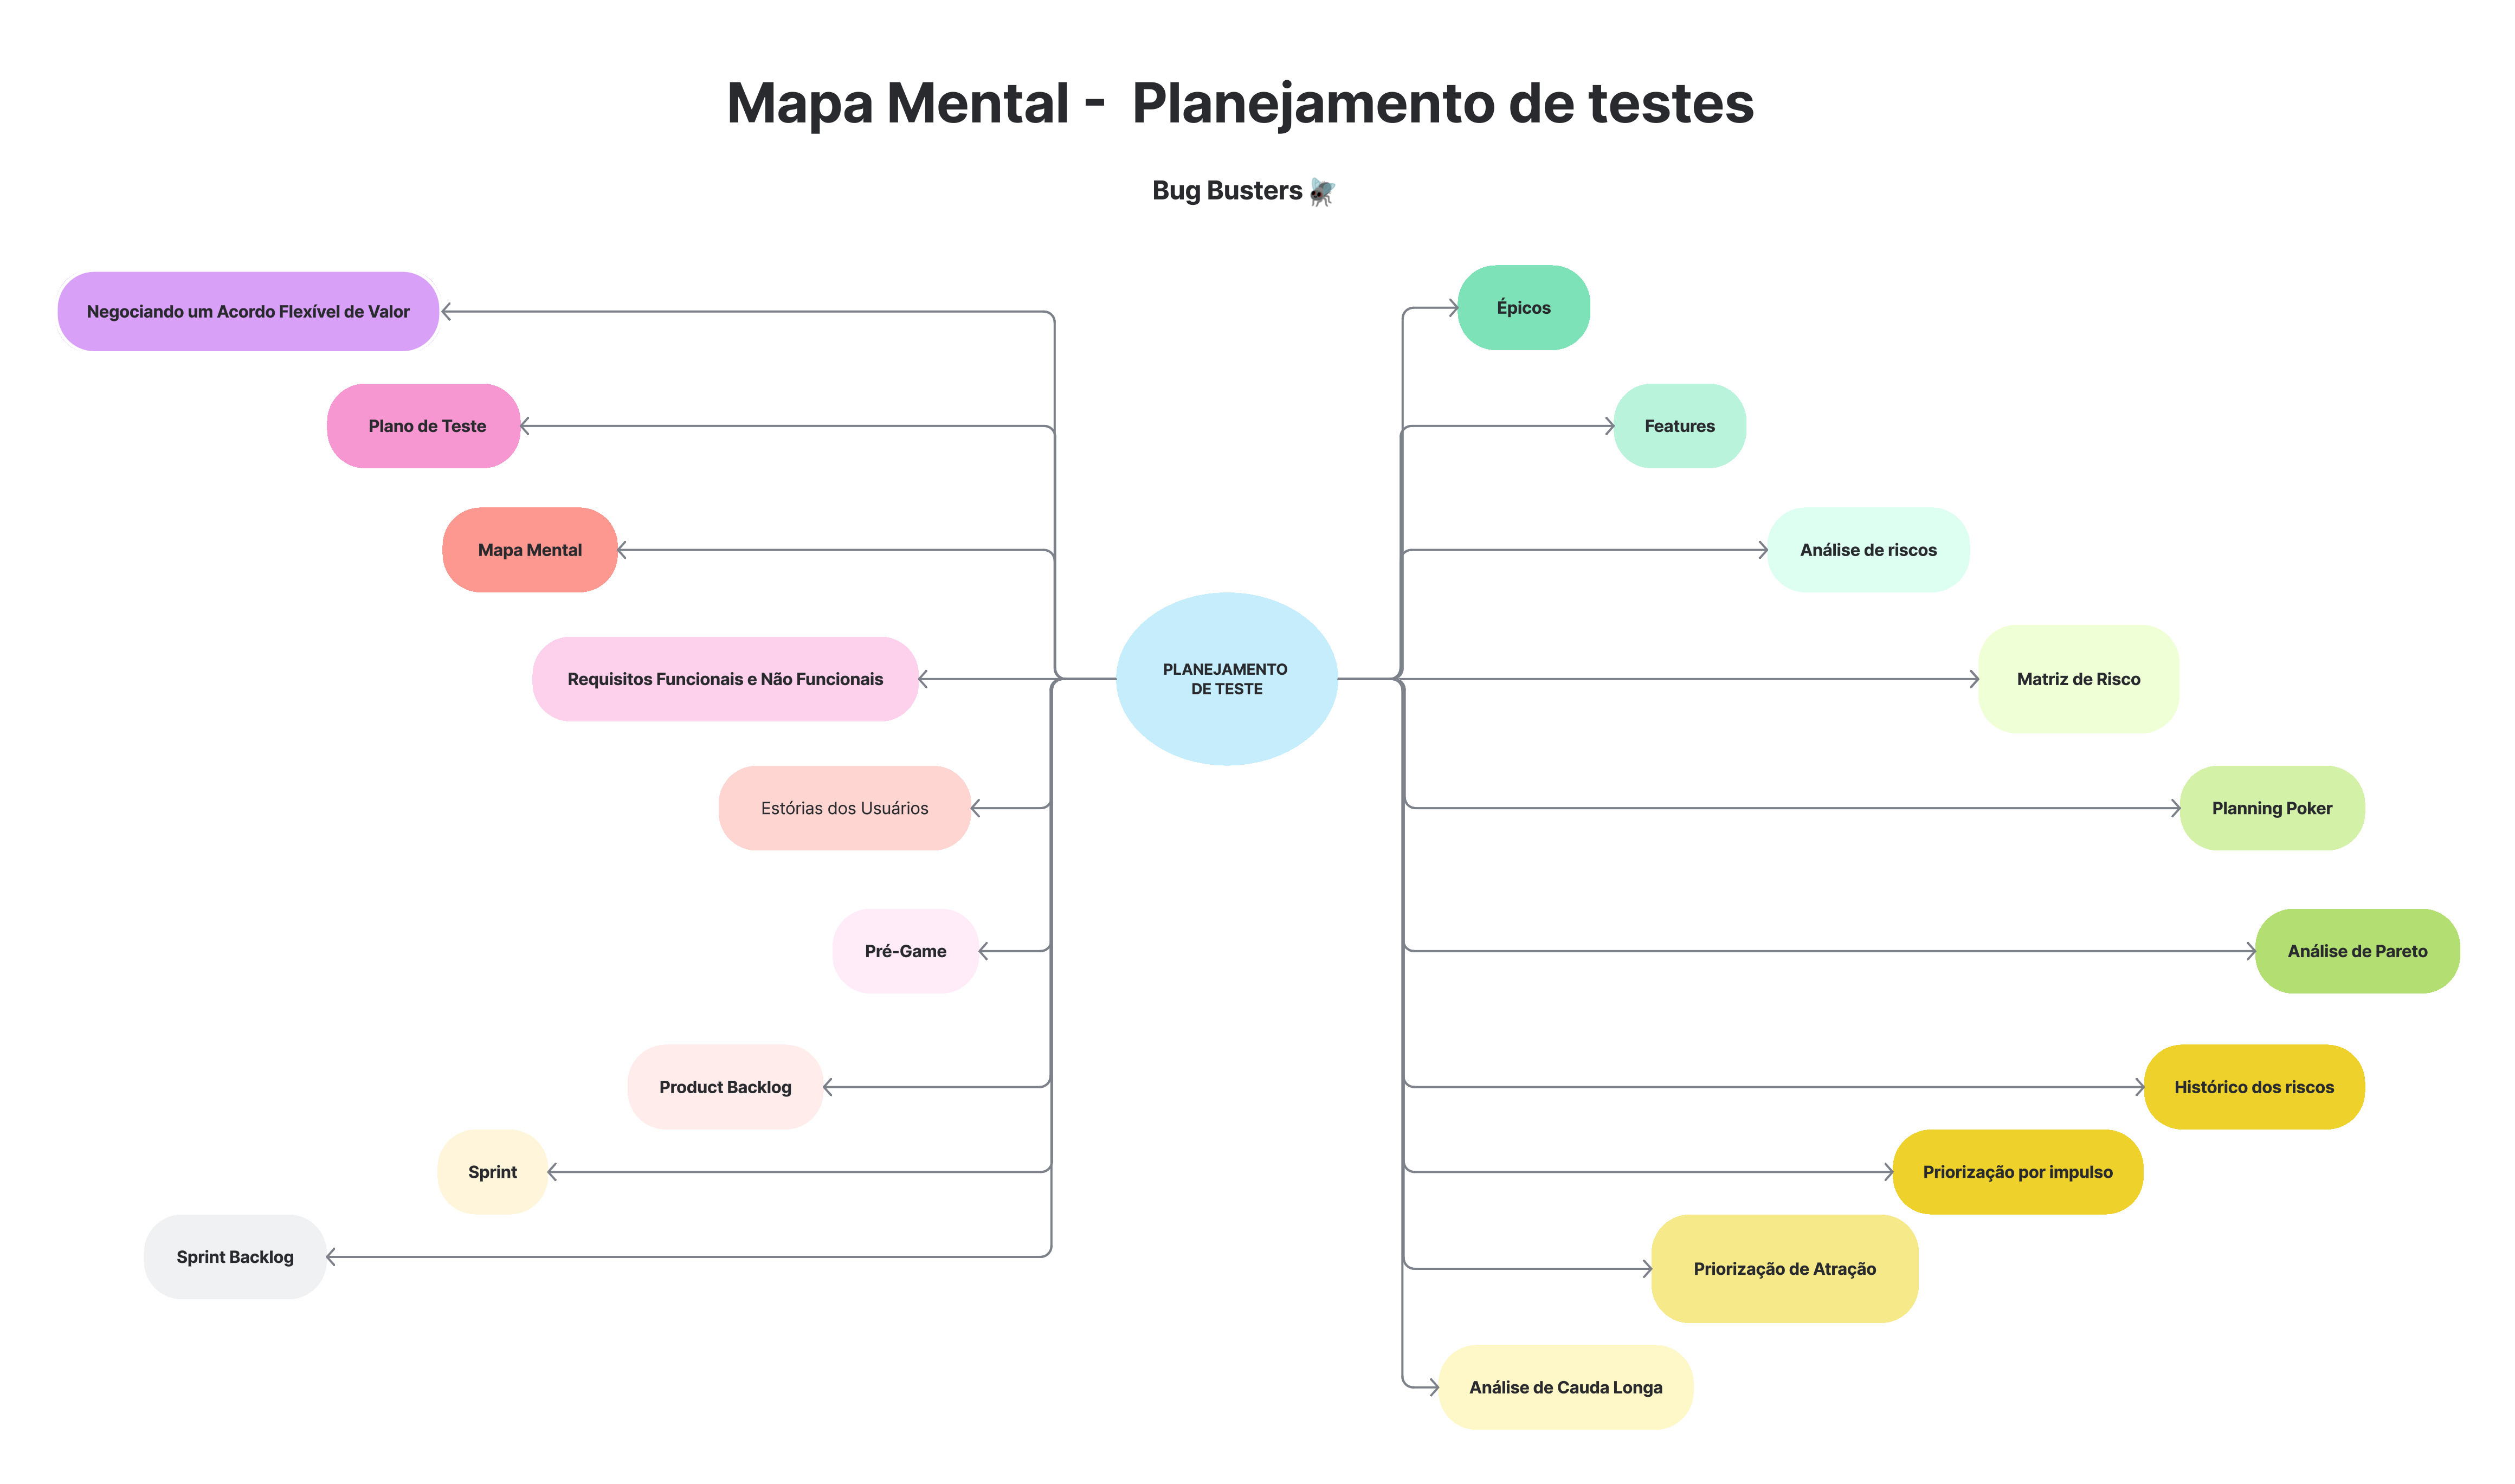 Mapa Mental - Planejamento de testes
Bug Busters 🪰
Negociando um Acordo Flexível de Valor
Plano de Teste
Mapa Mental
Requisitos Funcionais e Não Funcionais
Estórias dos Usuários
Pré-Game
Product Backlog
Sprint
Sprint Backlog
PLANEJAMENTO
DE TESTE
Épicos
Features
Análise de riscos
Matriz de Risco
Planning Poker
Análise de Pareto
Histórico dos riscos
Priorização por impulso
Priorização de Atração
Análise de Cauda Longa